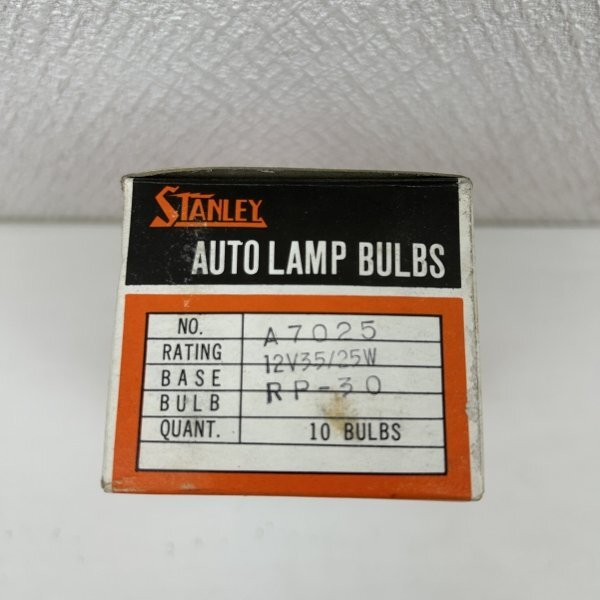 STANLEY
AUTO LAMP BULBS
NO. A7025
RATING 12V35/25W
BASE RP-30
BULB
QUANT. 10 BULBS